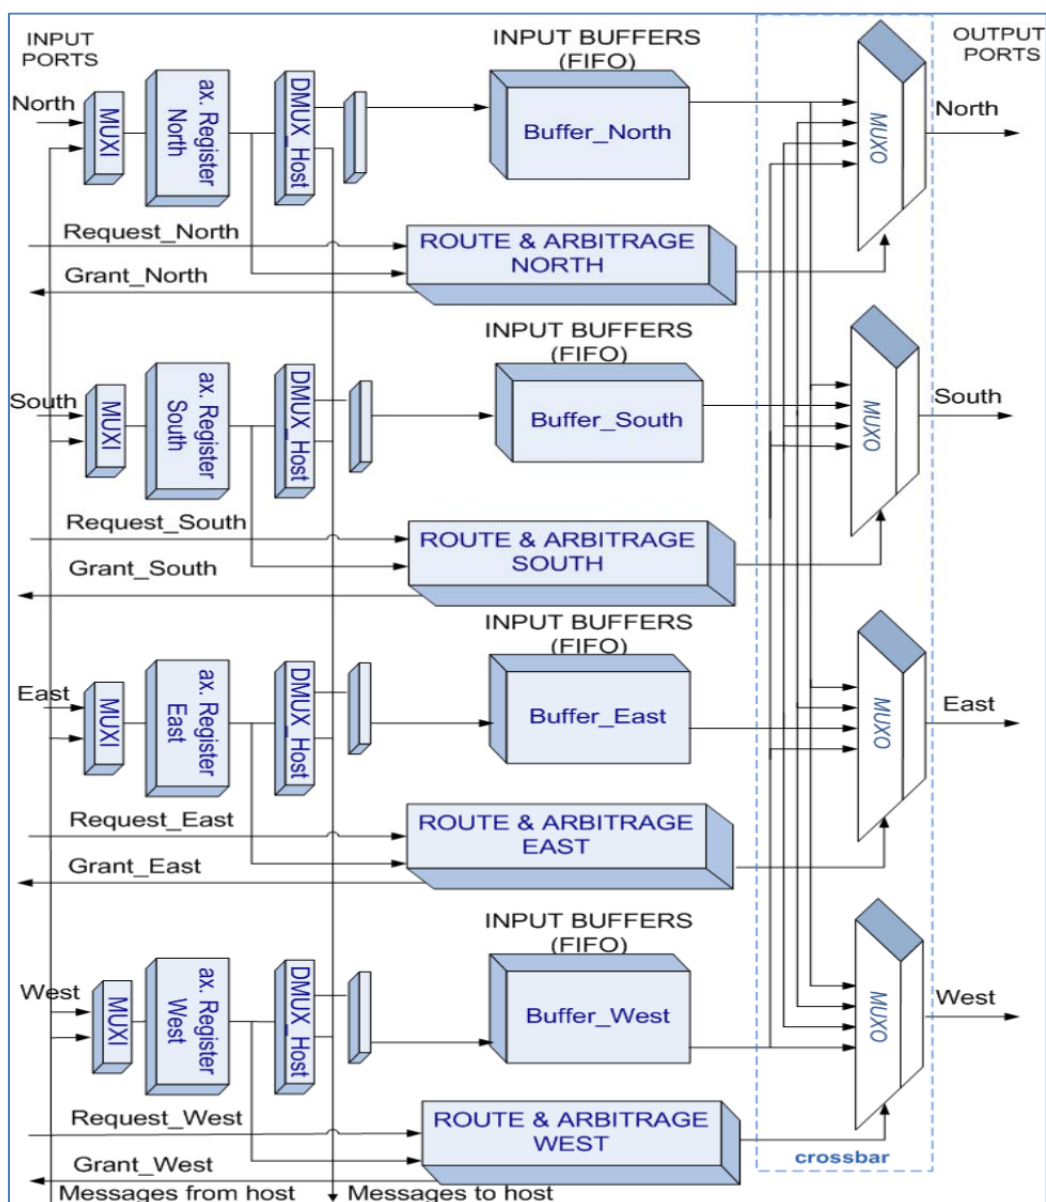 INPUT
PORTS
INPUT BUFFERS
(FIFO)
OUTPUT
PORTS
North
MUXI
ax. Register
North
DMUX_Host
Buffer_North
MUXO
North
Request_North
ROUTE & ARBITRAGE
NORTH
Grant_North
INPUT BUFFERS
(FIFO)
South
MUXI
ax. Register
South
DMUX_Host
Buffer_South
MUXO
South
Request_South
ROUTE & ARBITRAGE
SOUTH
Grant_South
INPUT BUFFERS
(FIFO)
East
MUXI
ax. Register
East
DMUX_Host
Buffer_East
MUXO
East
Request_East
ROUTE & ARBITRAGE
EAST
Grant_East
INPUT BUFFERS
(FIFO)
West
MUXI
ax. Register
West
DMUX_Host
Buffer_West
MUXO
West
Request_West
ROUTE & ARBITRAGE
WEST
Grant_West
crossbar
Messages from host
Messages to host